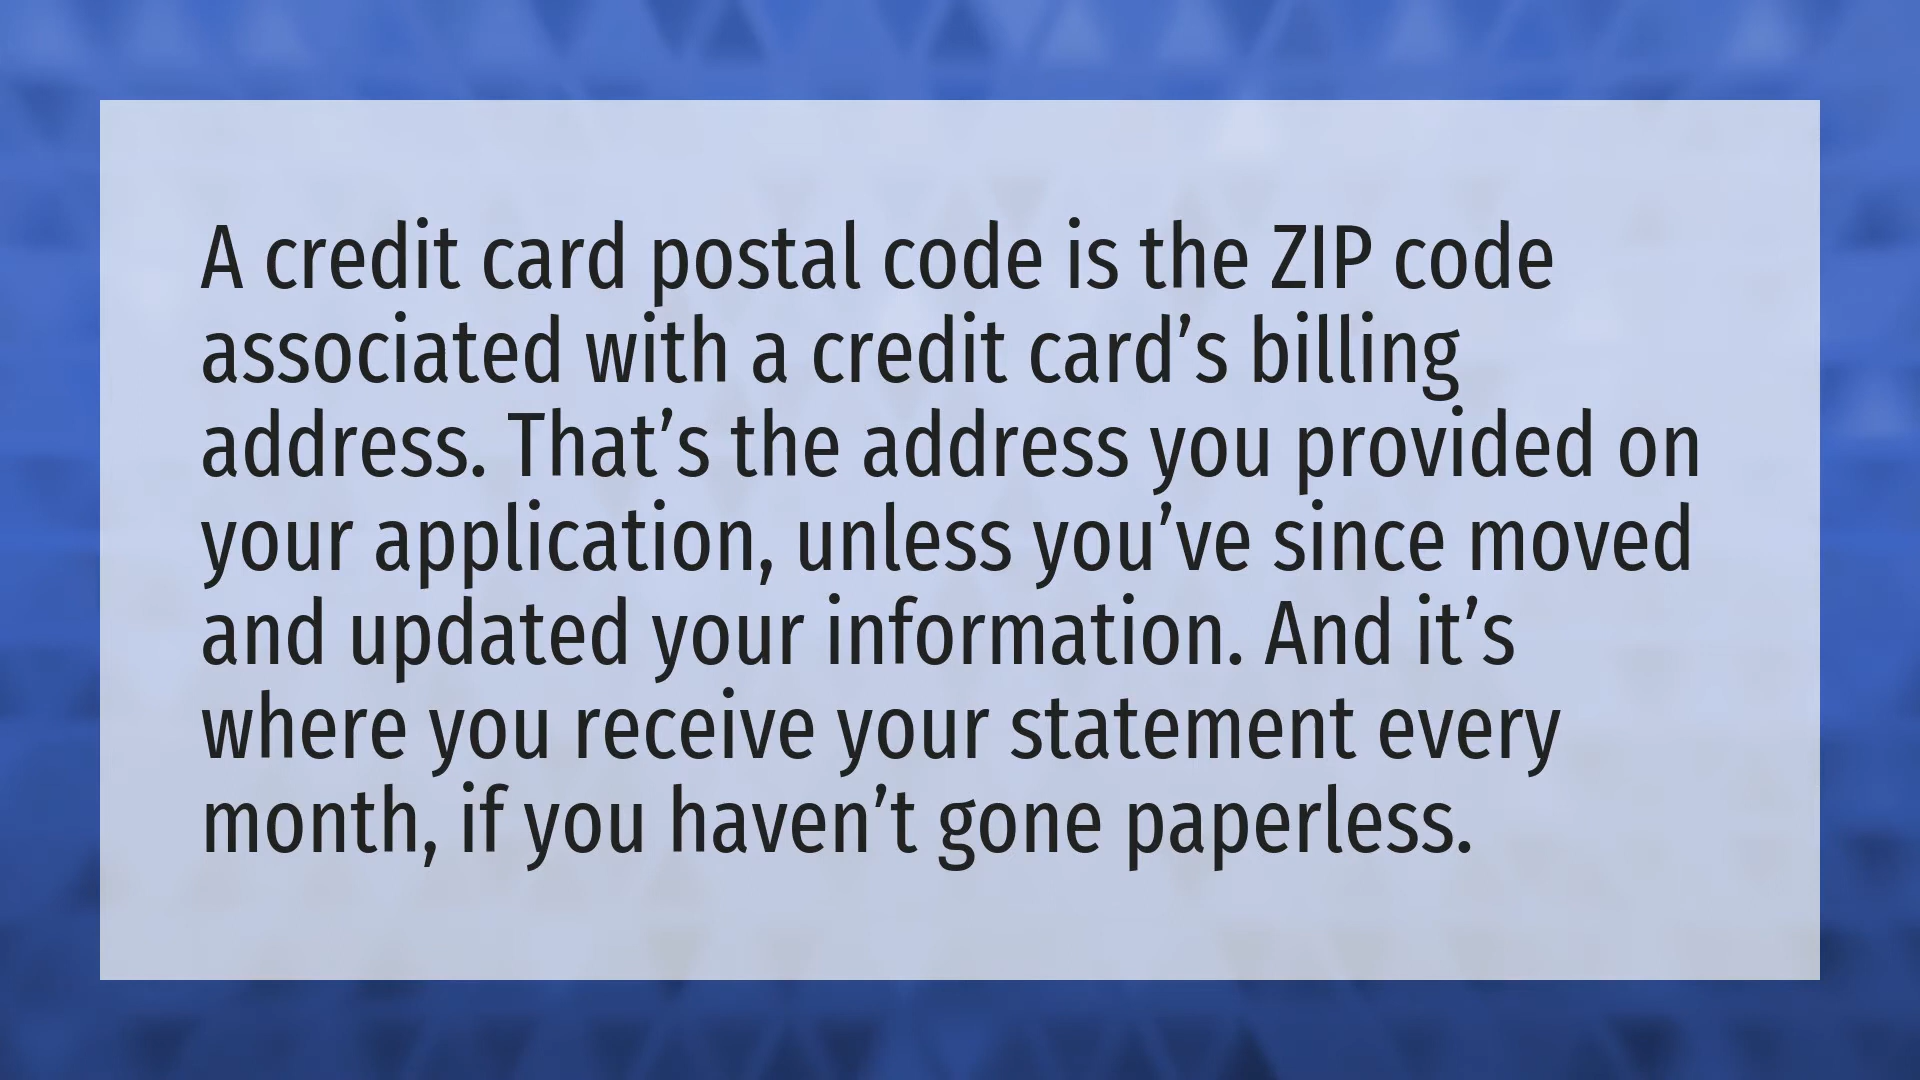 A credit card postal code is the ZIP code
associated with a credit card’s billing
address. That’s the address you provided on
your application, unless you’ve since moved
and updated your information. And it’s
where you receive your statement every
month, if you haven’t gone paperless.